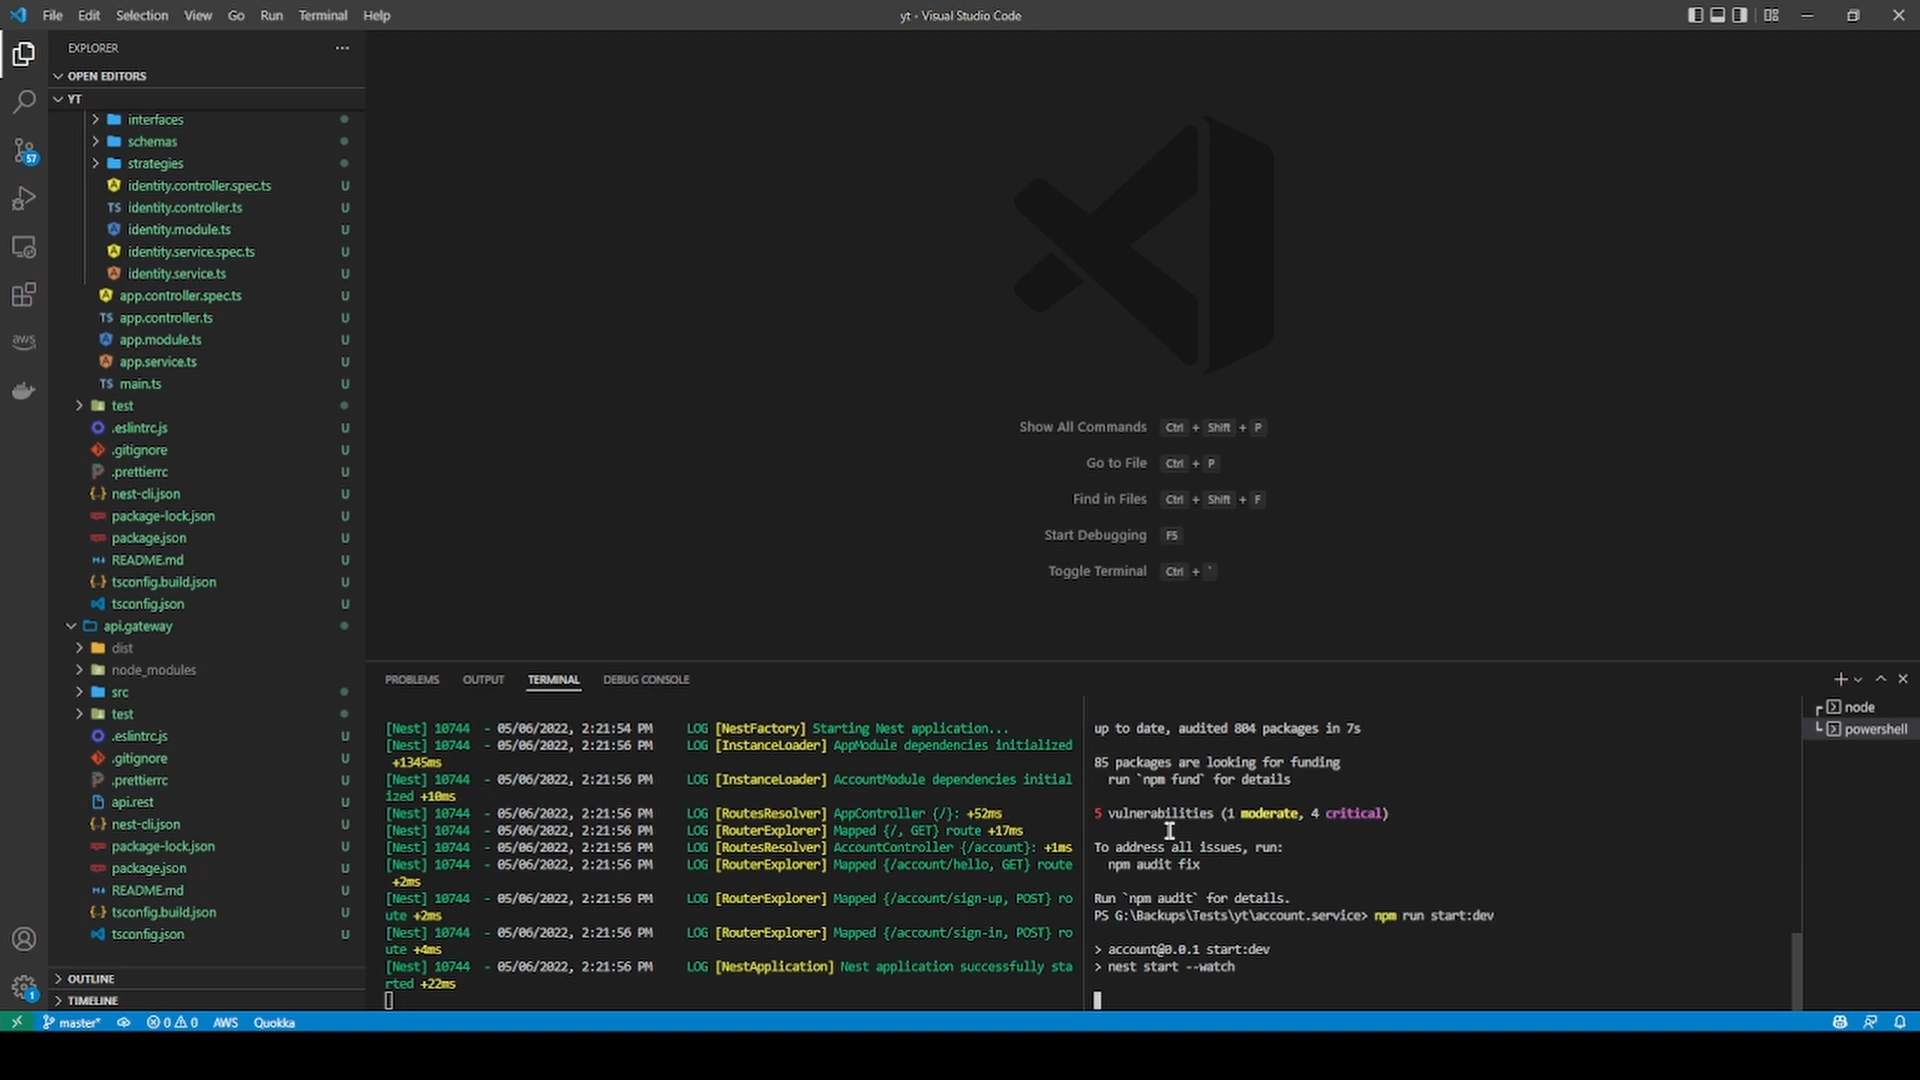 File Edit Selection View Go Run Terminal Help
yt - Visual Studio Code
EXPLORER
OPEN EDITORS
YT
interfaces
schemas
strategies
identity.controller.spec.ts U
identity.controller.ts U
identity.module.ts U
identity.service.spec.ts U
identity.service.ts U
app.controller.spec.ts U
TS app.controller.ts U
app.module.ts U
app.service.ts U
TS main.ts U
test
.eslintrc.js U
.gitignore U
.prettierrc U
nest-cli.json U
package-lock.json U
package.json U
README.md U
tsconfig.build.json U
tsconfig.json U
api.gateway
dist
node_modules
src
test
.eslintrc.js U
.gitignore U
.prettierrc U
api.rest U
nest-cli.json U
package-lock.json U
package.json U
README.md U
tsconfig.build.json U
tsconfig.json U
OUTLINE
TIMELINE
57
aws
1
Show All Commands Ctrl + Shift + P
Go to File Ctrl + P
Find in Files Ctrl + Shift + F
Start Debugging F5
Toggle Terminal Ctrl + `
PROBLEMS OUTPUT TERMINAL DEBUG CONSOLE
[Nest] 10744 - 05/06/2022, 2:21:54 PM LOG [NestFactory] Starting Nest application...
[Nest] 10744 - 05/06/2022, 2:21:56 PM LOG [InstanceLoader] AppModule dependencies initialized
+1345ms
[Nest] 10744 - 05/06/2022, 2:21:56 PM LOG [InstanceLoader] AccountModule dependencies initial
ized +10ms
[Nest] 10744 - 05/06/2022, 2:21:56 PM LOG [RoutesResolver] AppController {/}: +52ms
[Nest] 10744 - 05/06/2022, 2:21:56 PM LOG [RouterExplorer] Mapped {/, GET} route +17ms
[Nest] 10744 - 05/06/2022, 2:21:56 PM LOG [RoutesResolver] AccountController {/account}: +1ms
[Nest] 10744 - 05/06/2022, 2:21:56 PM LOG [RouterExplorer] Mapped {/account/hello, GET} route
+2ms
[Nest] 10744 - 05/06/2022, 2:21:56 PM LOG [RouterExplorer] Mapped {/account/sign-up, POST} ro
ute +2ms
[Nest] 10744 - 05/06/2022, 2:21:56 PM LOG [RouterExplorer] Mapped {/account/sign-in, POST} ro
ute +4ms
[Nest] 10744 - 05/06/2022, 2:21:56 PM LOG [NestApplication] Nest application successfully sta
rted +22ms
up to date, audited 804 packages in 7s
85 packages are looking for funding
run `npm fund` for details
5 vulnerabilities (1 moderate, 4 critical)
To address all issues, run:
npm audit fix
Run `npm audit` for details.
PS G:\Backups\Tests\yt\account.service> npm run start:dev
> account@0.0.1 start:dev
> nest start --watch
node
powershell
master* 0 0 AWS Quokka